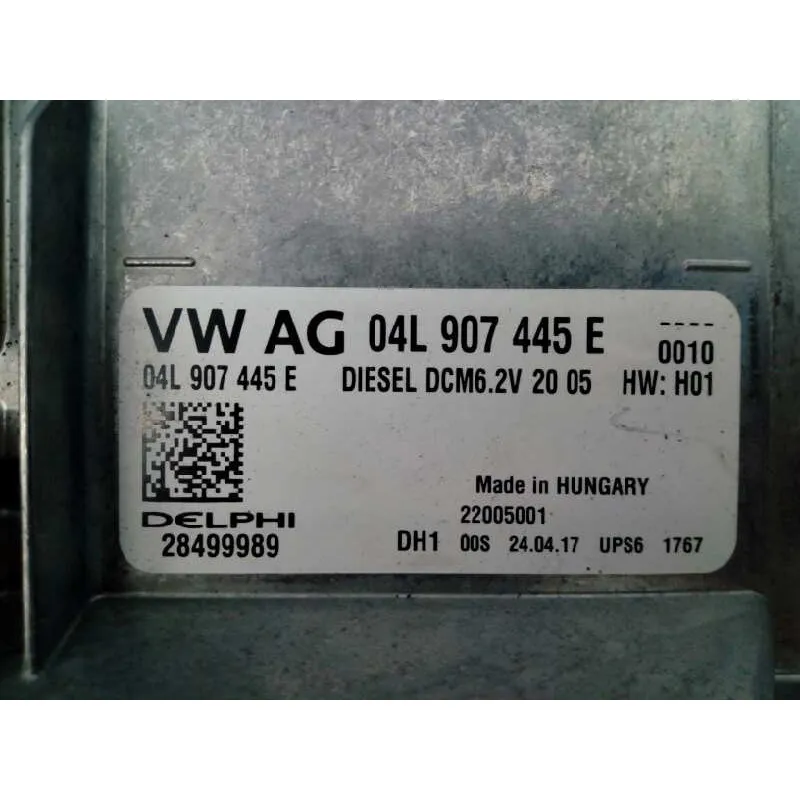 VW AG 04L 907 445 E ----
0010
04L 907 445 E DIESEL DCM6.2V 20 05 HW: H01
Made in HUNGARY
DELPHI 22005001
28499989 DH1 00S 24.04.17 UPS6 1767